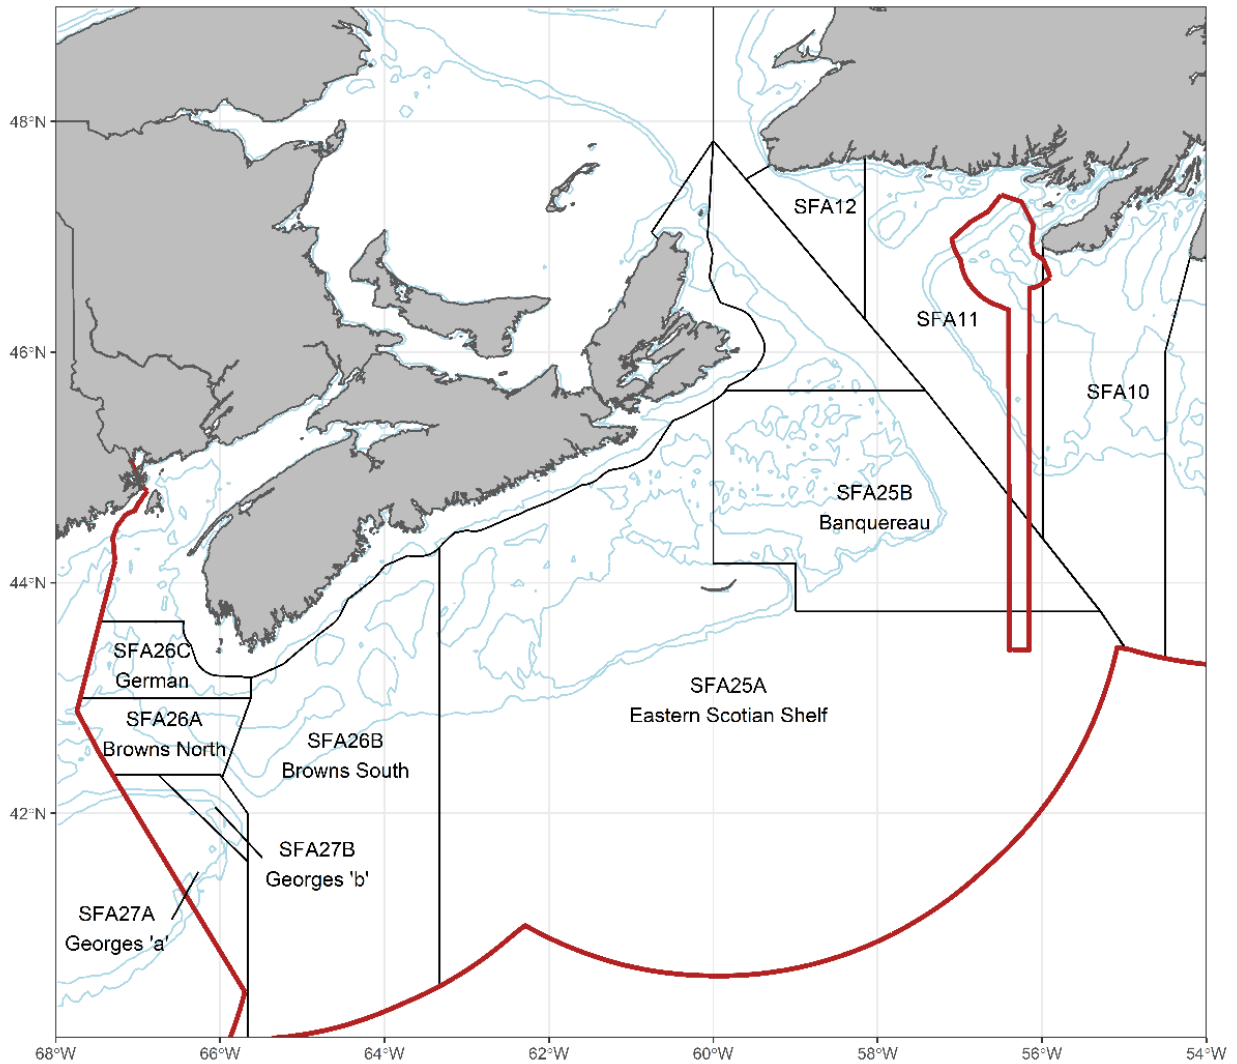 48°N
46°N
44°N
42°N
SFA12
SFA11
SFA10
SFA25B
Banquereau
SFA26C
German
SFA26A
Browns North
SFA26B
Browns South
SFA25A
Eastern Scotian Shelf
SFA27B
Georges 'b'
SFA27A
Georges 'a'
68°W
66°W
64°W
62°W
60°W
58°W
56°W
54°W